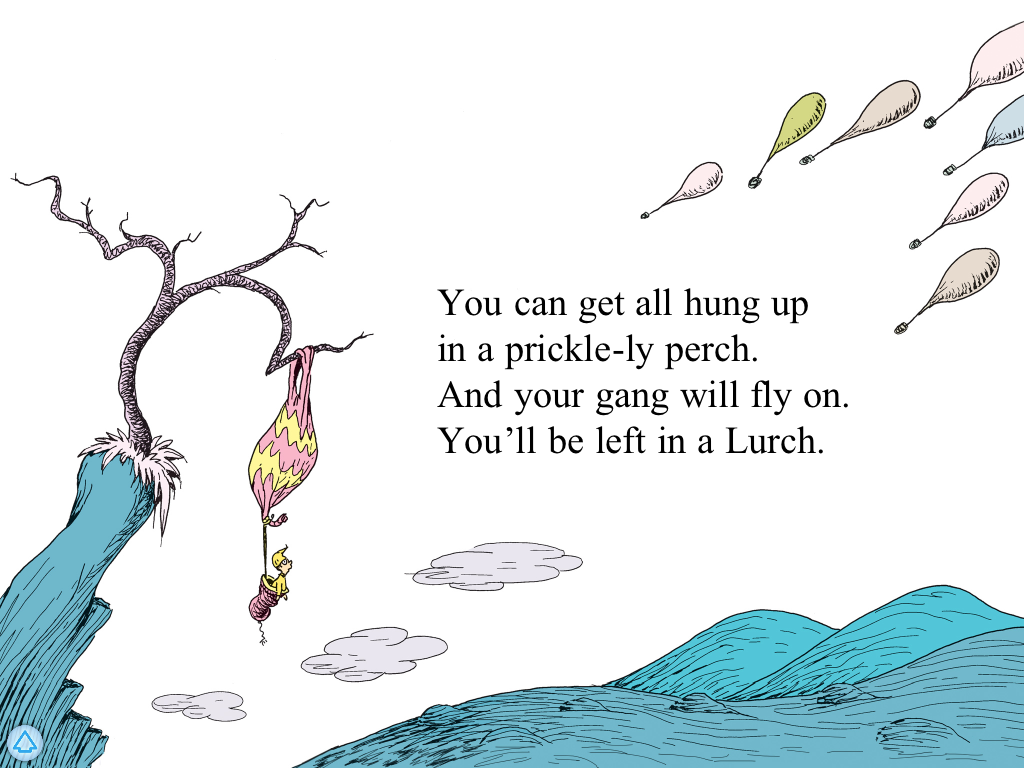 You can get all hung up
in a prickle-ly perch.
And your gang will fly on.
You’ll be left in a Lurch.